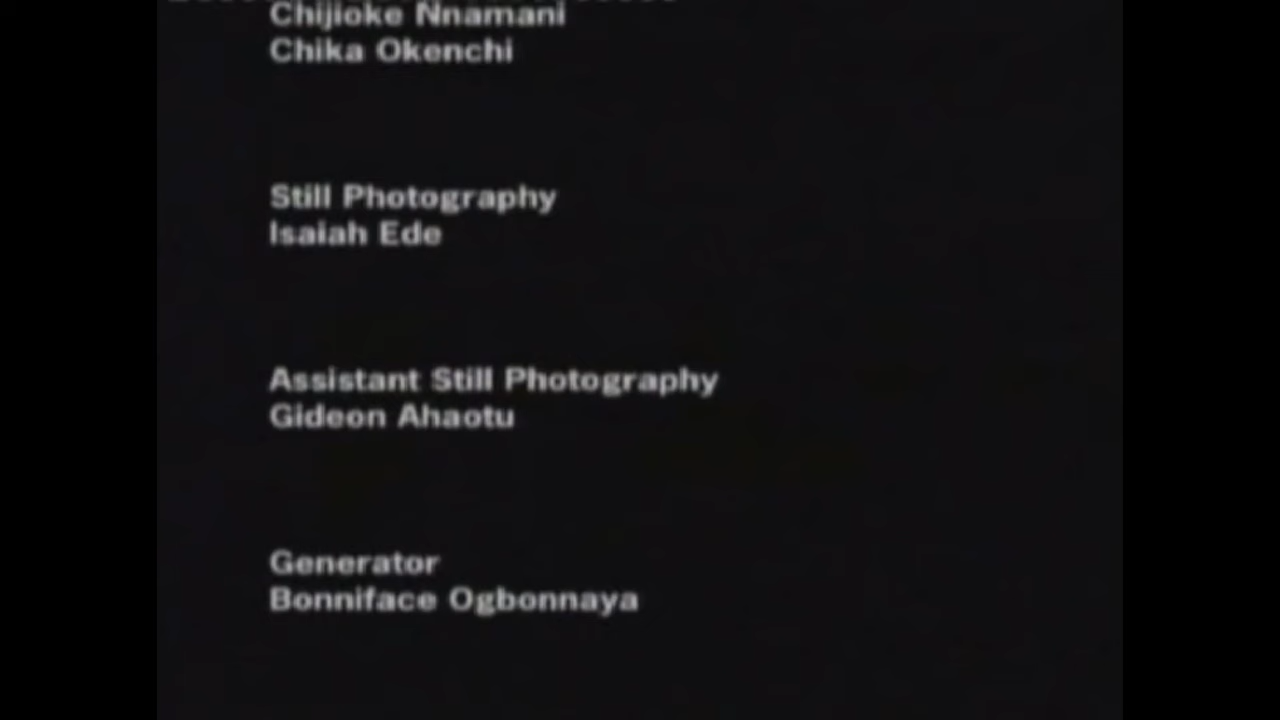 Chijioke Nnamani
Chika Okenchi
Still Photography
Isaiah Ede
Assistant Still Photography
Gideon Ahaotu
Generator
Bonniface Ogbonnaya